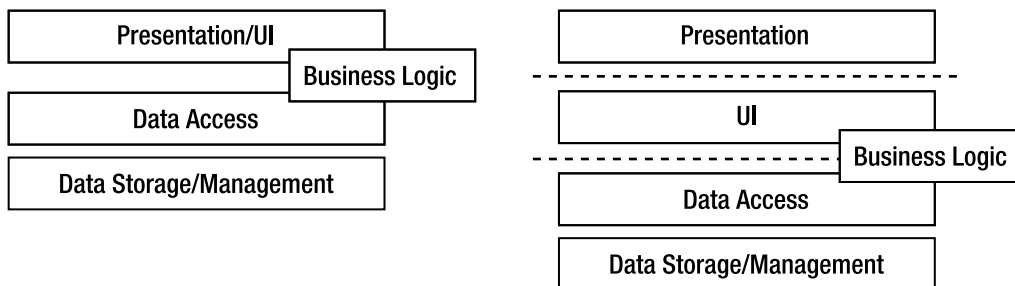 Presentation/UI
Business Logic
Data Access
Data Storage/Management
Presentation
UI
Business Logic
Data Access
Data Storage/Management